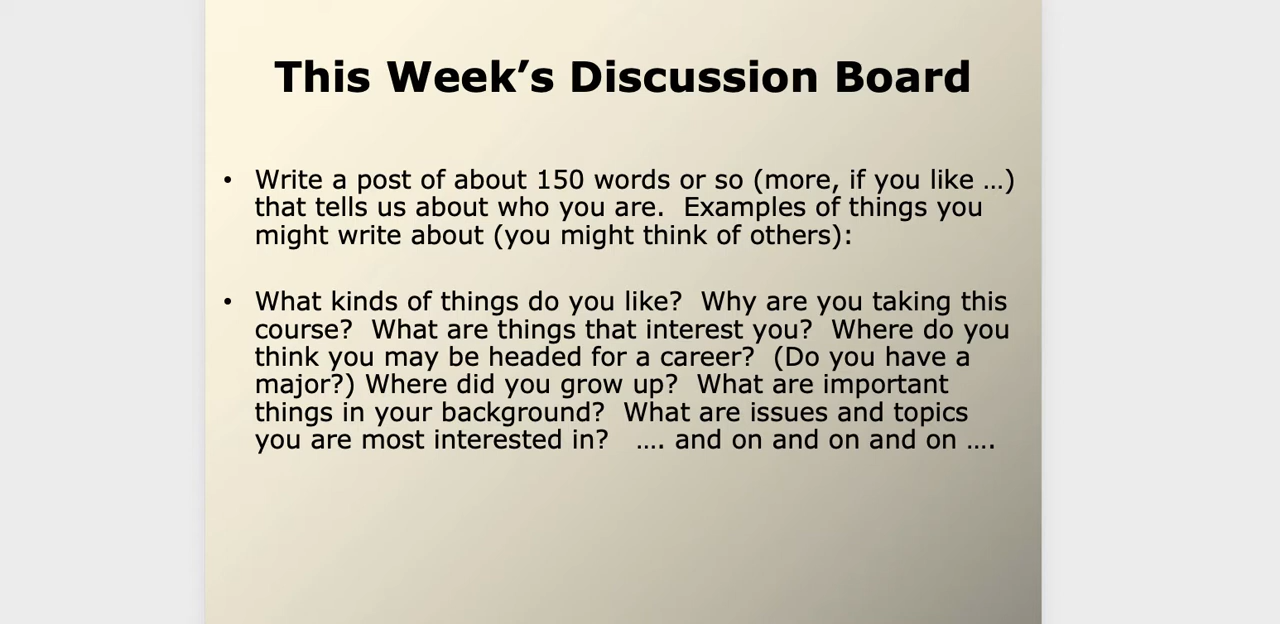 This Week’s Discussion Board
• Write a post of about 150 words or so (more, if you like …)
that tells us about who you are.  Examples of things you
might write about (you might think of others):
• What kinds of things do you like?  Why are you taking this
course?  What are things that interest you?  Where do you
think you may be headed for a career?  (Do you have a
major?) Where did you grow up?  What are important
things in your background?  What are issues and topics
you are most interested in?   …. and on and on and on ….